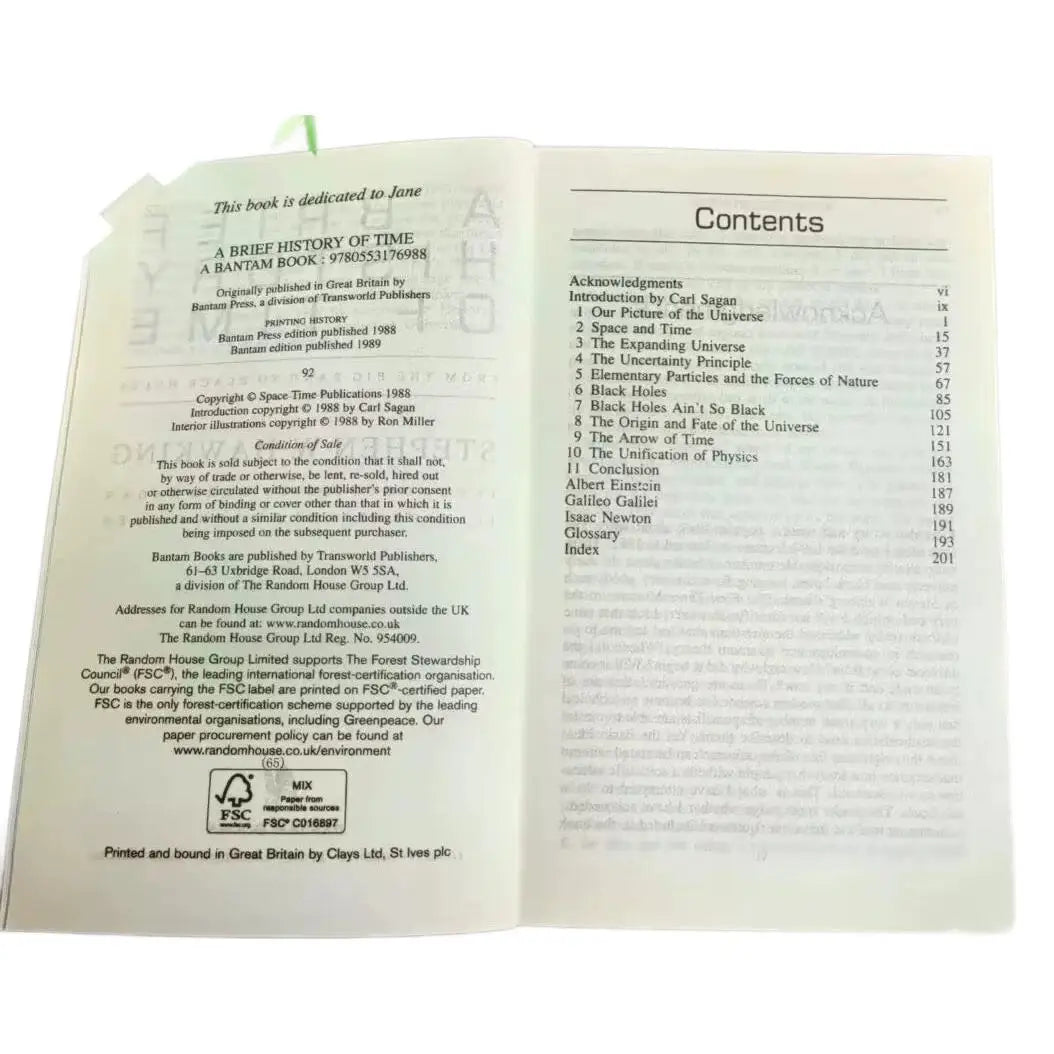 This book is dedicated to Jane
A BRIEF HISTORY OF TIME
A BANTAM BOOK : 9780553176988
Originally published in Great Britain by
Bantam Press, a division of Transworld Publishers
PRINTING HISTORY
Bantam Press edition published 1988
Bantam edition published 1989
92
Copyright © Space Time Publications 1988
Introduction copyright © 1988 by Carl Sagan
Interior illustrations copyright © 1988 by Ron Miller
Condition of Sale
This book is sold subject to the condition that it shall not,
by way of trade or otherwise, be lent, re-sold, hired out
or otherwise circulated without the publisher's prior consent
in any form of binding or cover other than that in which it is
published and without a similar condition including this condition
being imposed on the subsequent purchaser.
Bantam Books are published by Transworld Publishers,
61–63 Uxbridge Road, London W5 5SA,
a division of The Random House Group Ltd.
Addresses for Random House Group Ltd companies outside the UK
can be found at: www.randomhouse.co.uk
The Random House Group Ltd Reg. No. 954009.
The Random House Group Limited supports The Forest Stewardship
Council® (FSC®), the leading international forest-certification organisation.
Our books carrying the FSC label are printed on FSC®-certified paper.
FSC is the only forest-certification scheme supported by the leading
environmental organisations, including Greenpeace. Our
paper procurement policy can be found at
www.randomhouse.co.uk/environment
(65)
MIX
Paper from
responsible sources
FSC
www.fsc.org
FSC® C016897
Printed and bound in Great Britain by Clays Ltd, St Ives plc
Contents
Acknowledgments vi
Introduction by Carl Sagan ix
1 Our Picture of the Universe 1
2 Space and Time 15
3 The Expanding Universe 37
4 The Uncertainty Principle 57
5 Elementary Particles and the Forces of Nature 67
6 Black Holes 85
7 Black Holes Ain't So Black 105
8 The Origin and Fate of the Universe 121
9 The Arrow of Time 151
10 The Unification of Physics 163
11 Conclusion 181
Albert Einstein 187
Galileo Galilei 189
Isaac Newton 191
Glossary 193
Index 201